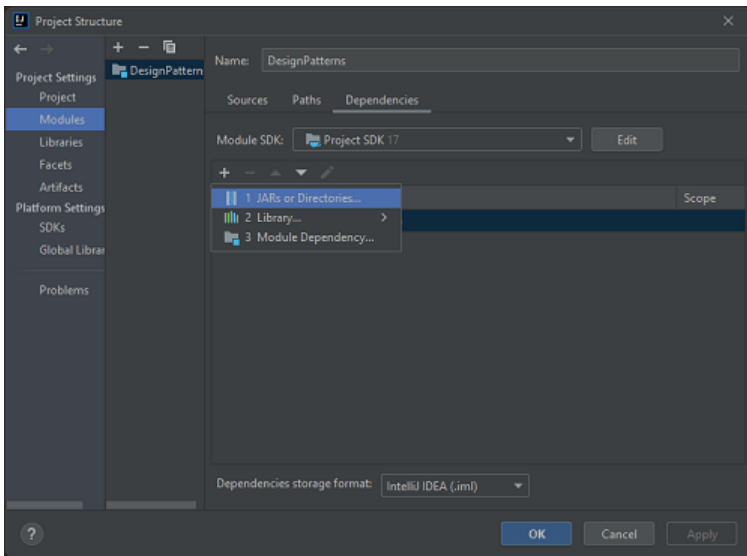 Project Structure
Project Settings
Project
Modules
Libraries
Facets
Artifacts
Platform Settings
SDKs
Global Librar
Problems
DesignPattern
Name: DesignPatterns
Sources Paths Dependencies
Module SDK: Project SDK 17 Edit
Scope
1 JARs or Directories...
2 Library...
3 Module Dependency...
Dependencies storage format: IntelliJ IDEA (.iml)
? OK Cancel Apply